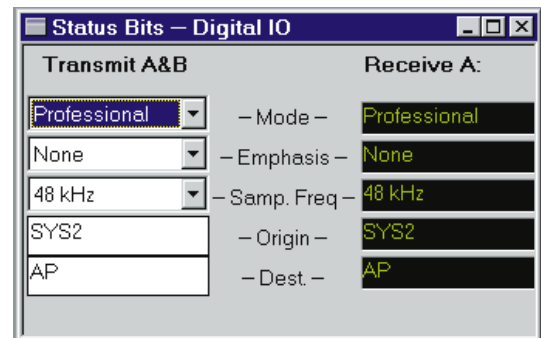 Status Bits — Digital IO
Transmit A&B Receive A:
Professional – Mode – Professional
None – Emphasis – None
48 kHz – Samp. Freq – 48 kHz
SYS2 – Origin – SYS2
AP – Dest. – AP